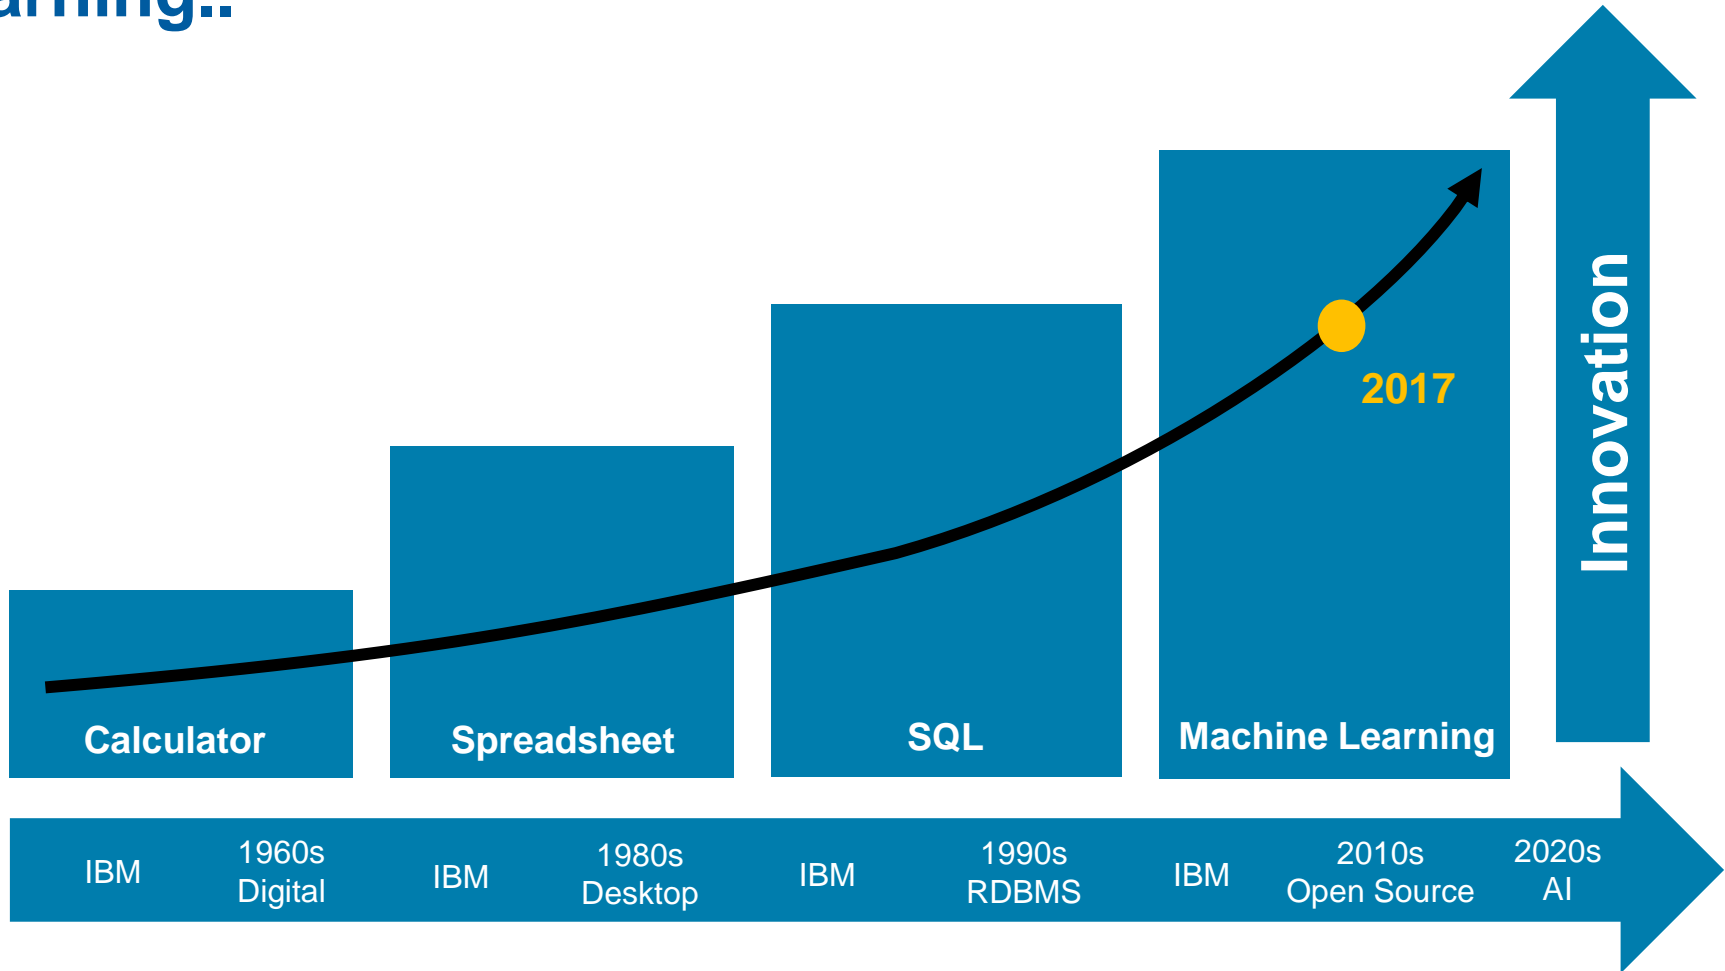 arning..
Innovation
2017
Calculator
Spreadsheet
SQL
Machine Learning
IBM
1960s
Digital
IBM
1980s
Desktop
IBM
1990s
RDBMS
IBM
2010s
Open Source
2020s
AI